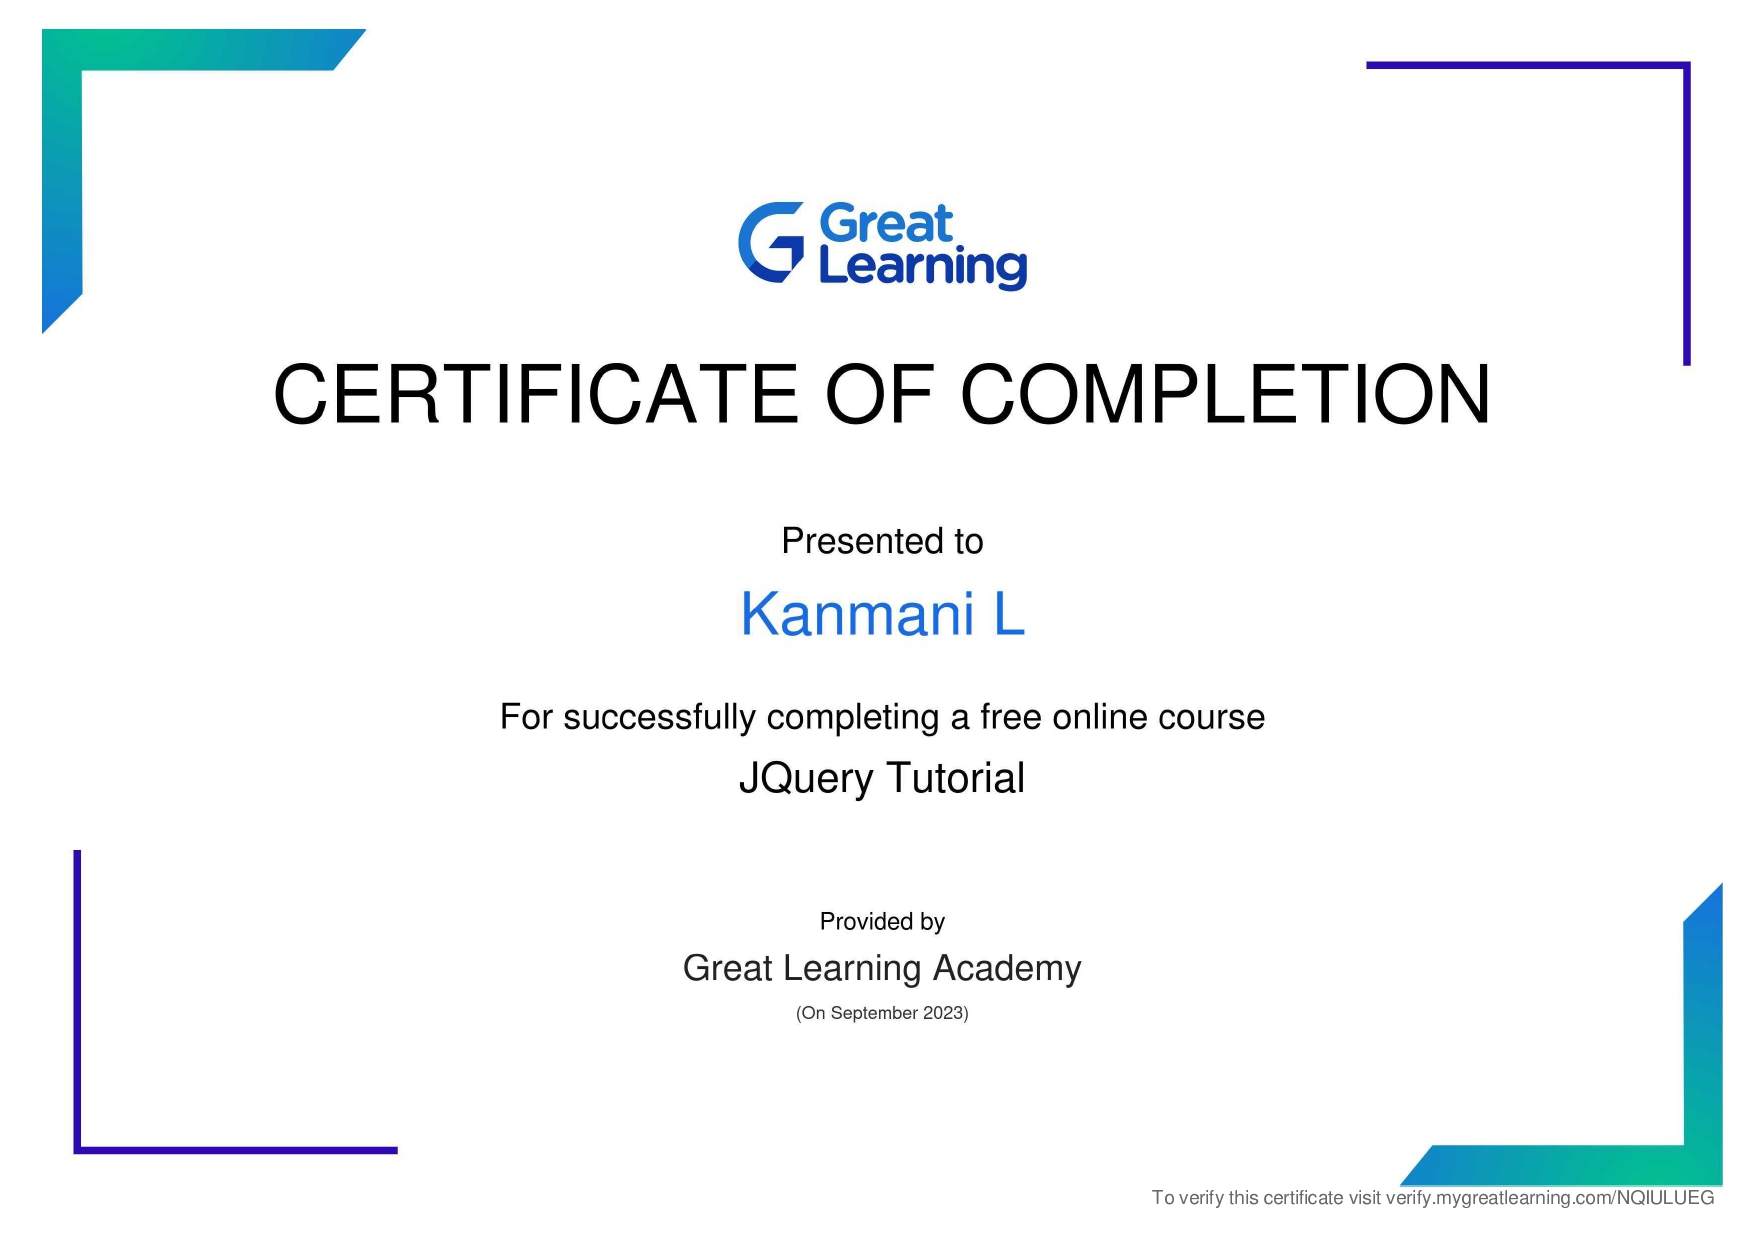 Great
Learning
CERTIFICATE OF COMPLETION
Presented to
Kanmani L
For successfully completing a free online course
JQuery Tutorial
Provided by
Great Learning Academy
(On September 2023)
To verify this certificate visit verify.mygreatlearning.com/NQIULUEG